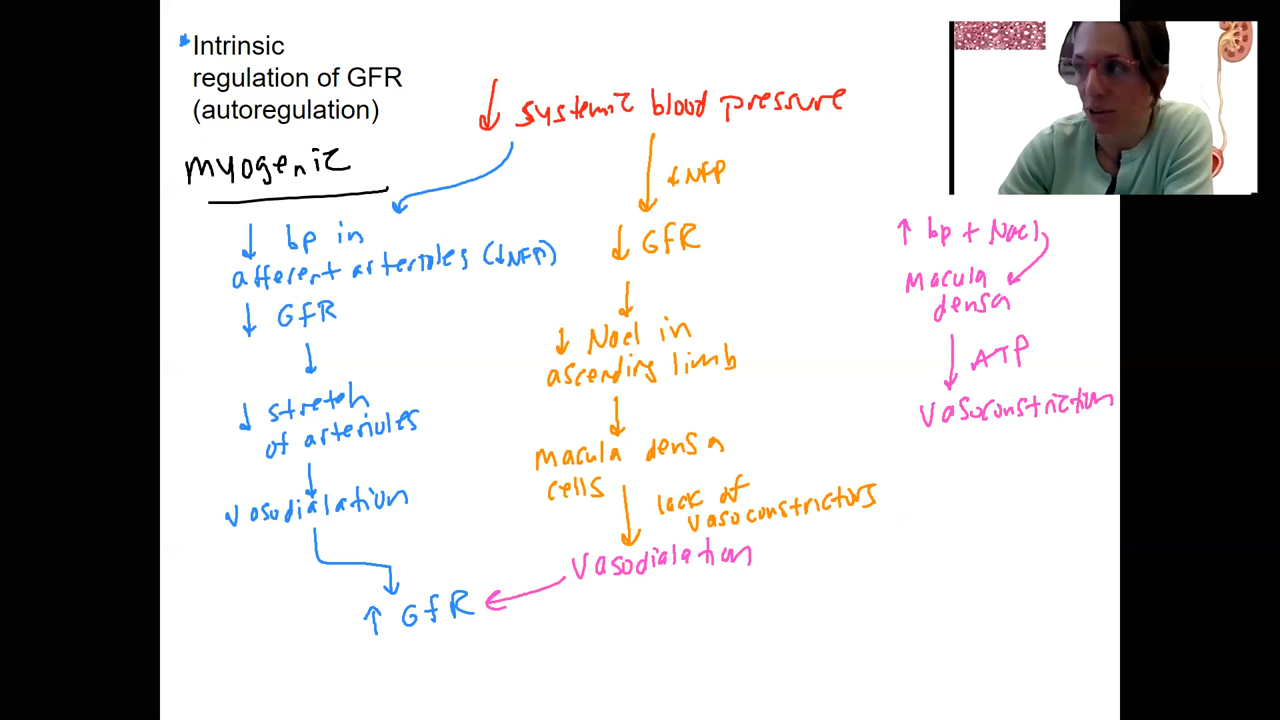 *Intrinsic
regulation of GFR
(autoregulation)
↓ systemic blood pressure
myogenic
↓ bp in
afferent arterioles (↓NFP)
↓ GFR
↓
↓ stretch
of arterioles
↓
vasodialation
↑ GFR
↓ NFP
↓ GFR
↓
↓ NaCl in
ascending limb
↓
macula densa
cells
↓ lack of
vasoconstrictors
vasodialation
↑ bp + NaCl
macula
densa
↓ ATP
vasoconstriction